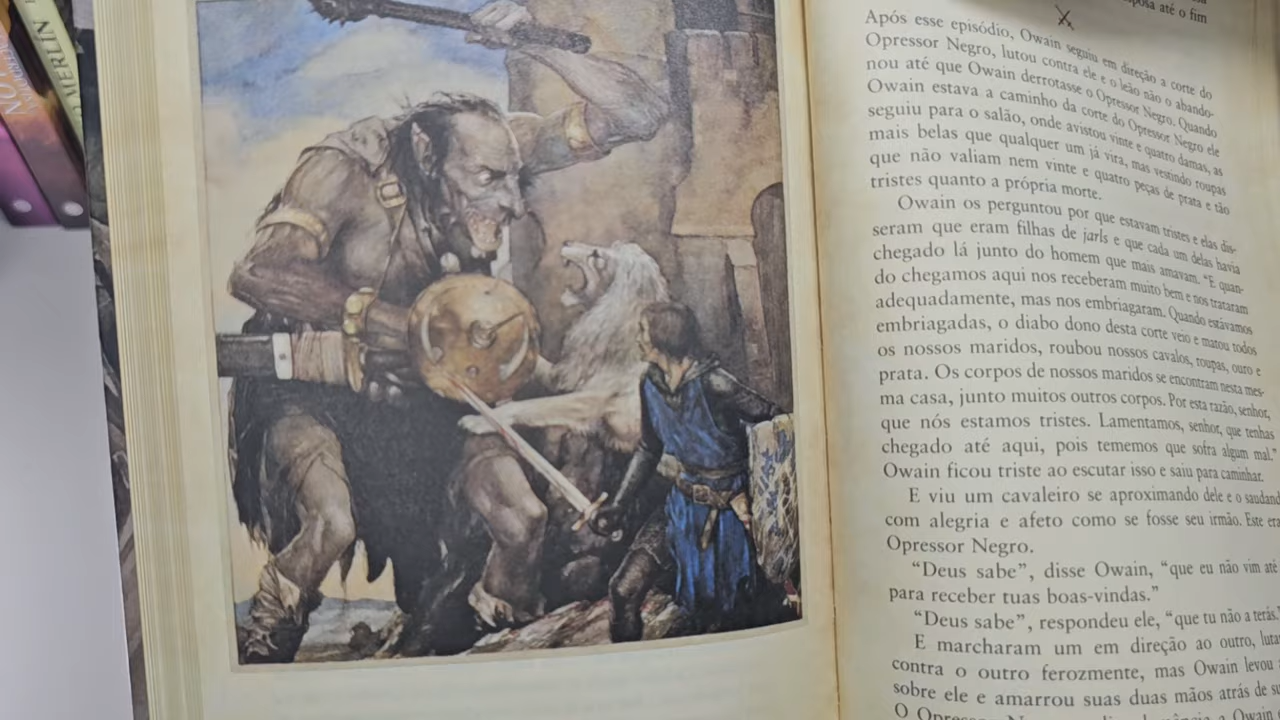 MERLIN
posa até o fim
Após esse episódio, Owain seguiu em direção a corte do
Opressor Negro, lutou contra ele e o leão não o abando-
nou até que Owain derrotasse o Opressor Negro. Quando
Owain estava a caminho da corte do Opressor Negro ele
seguiu para o salão, onde avistou vinte e quatro damas, as
mais belas que qualquer um já vira, mas vestindo roupas
que não valiam nem vinte e quatro peças de prata e tão
tristes quanto a própria morte.
Owain os perguntou por que estavam tristes e elas dis-
seram que eram filhas de jarls e que cada um delas havia
chegado lá junto do homem que mais amavam. “E quan-
do chegamos aqui nos receberam muito bem e nos trataram
adequadamente, mas nos embriagaram. Quando estávamos
embriagadas, o diabo dono desta corte veio e matou todos
os nossos maridos, roubou nossos cavalos, roupas, ouro e
prata. Os corpos de nossos maridos se encontram nesta mes-
ma casa, junto muitos outros corpos. Por esta razão, senhor,
que nós estamos tristes. Lamentamos, senhor, que tenhas
chegado até aqui, pois tememos que sofra algum mal.”
Owain ficou triste ao escutar isso e saiu para caminhar.
E viu um cavaleiro se aproximando dele e o saudand
com alegria e afeto como se fosse seu irmão. Este era
Opressor Negro.
“Deus sabe”, disse Owain, “que eu não vim até
para receber tuas boas-vindas.”
“Deus sabe”, respondeu ele, “que tu não a terás.”
E marcharam um em direção ao outro, luta
contra o outro ferozmente, mas Owain levou a
sobre ele e amarrou suas duas mãos atrás de su
O Opressor Owain